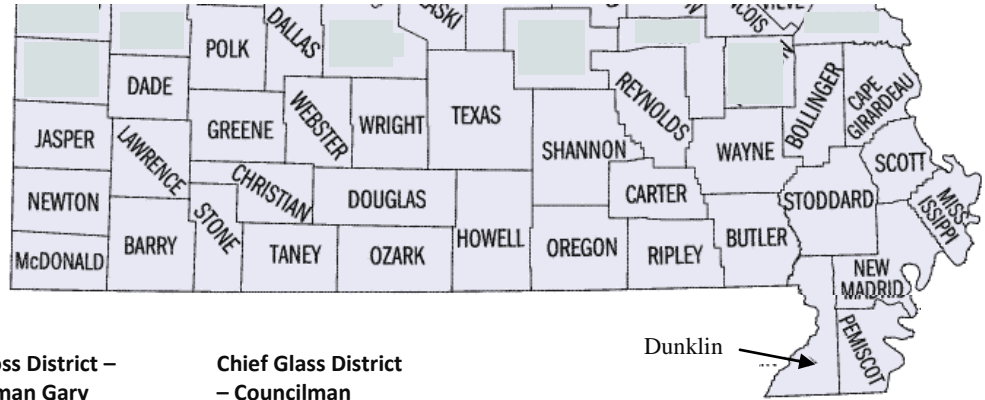 POLK
DALLAS
DADE
GREENE
WEBSTER
WRIGHT
TEXAS
REYNOLDS
BOLLINGER
CAPE
GIRARDEAU
JASPER
LAWRENCE
SHANNON
WAYNE
SCOTT
NEWTON
CHRISTIAN
DOUGLAS
CARTER
STODDARD
MISS-
ISSIPPI
McDONALD
BARRY
STONE
TANEY
OZARK
HOWELL
OREGON
RIPLEY
BUTLER
NEW
MADRID
PEMISCOT
Dunklin
District –
Gary
Chief Glass District
– Councilman